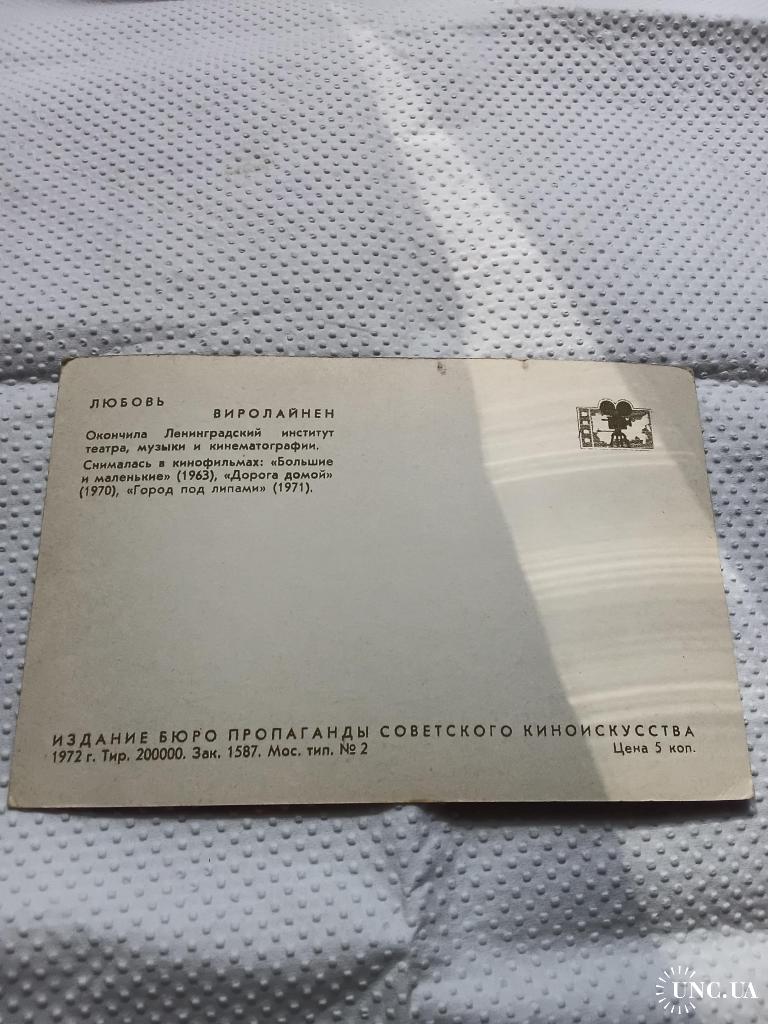 ЛЮБОВЬ
ВИРОЛАЙНЕН
Окончила Ленинградский институт
театра, музыки и кинематографии.
Снималась в кинофильмах: «Большие
и маленькие» (1963), «Дорога домой»
(1970), «Город под липами» (1971).
ИЗДАНИЕ БЮРО ПРОПАГАНДЫ СОВЕТСКОГО КИНОИСКУССТВА
1972 г. Тир. 200000. Зак. 1587. Мос. тип. № 2 Цена 5 коп.
UNC.UA